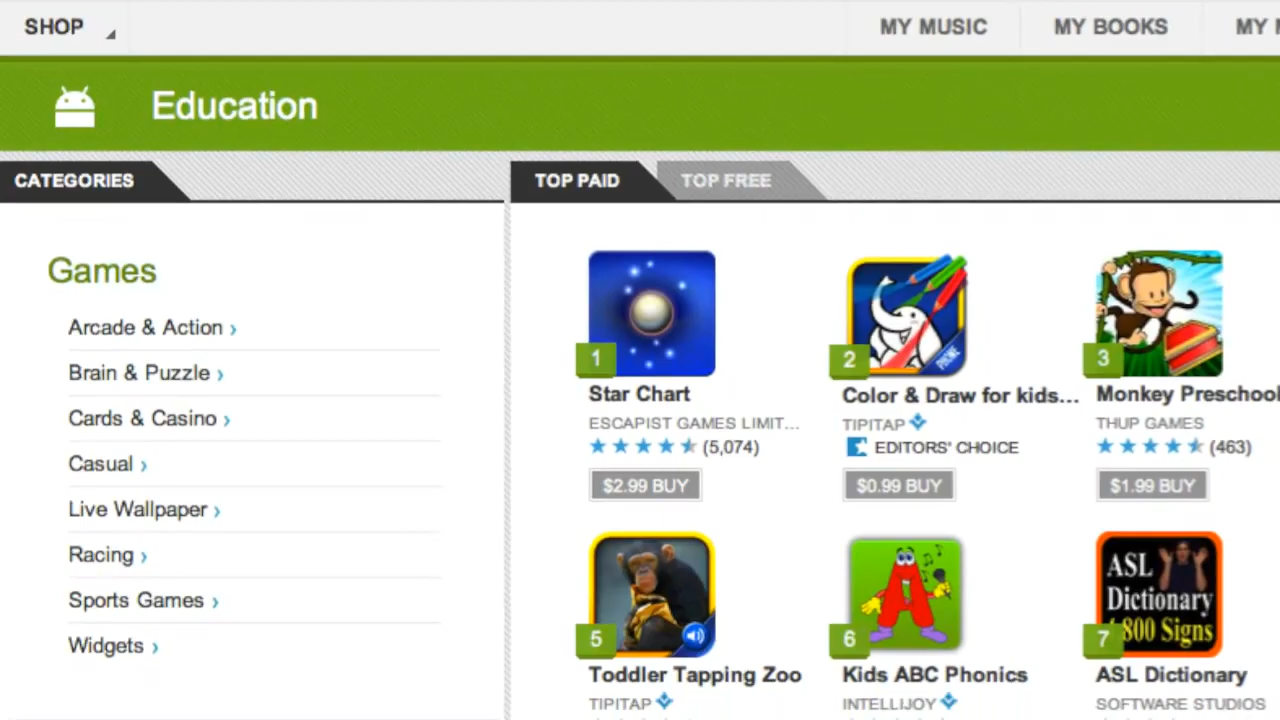 SHOP
MY MUSIC
MY BOOKS
MY
Education
CATEGORIES
TOP PAID
TOP FREE
Games
Arcade & Action ›
Brain & Puzzle ›
Cards & Casino ›
Casual ›
Live Wallpaper ›
Racing ›
Sports Games ›
Widgets ›
1
Star Chart
ESCAPIST GAMES LIMIT...
(5,074)
$2.99 BUY
PHONE
2
Color & Draw for kids...
TIPITAP
EDITORS' CHOICE
$0.99 BUY
3
Monkey Preschool
THUP GAMES
(463)
$1.99 BUY
5
Toddler Tapping Zoo
TIPITAP
A
6
Kids ABC Phonics
INTELLIJOY
ASL
Dictionary
800 Signs
7
ASL Dictionary
SOFTWARE STUDIOS